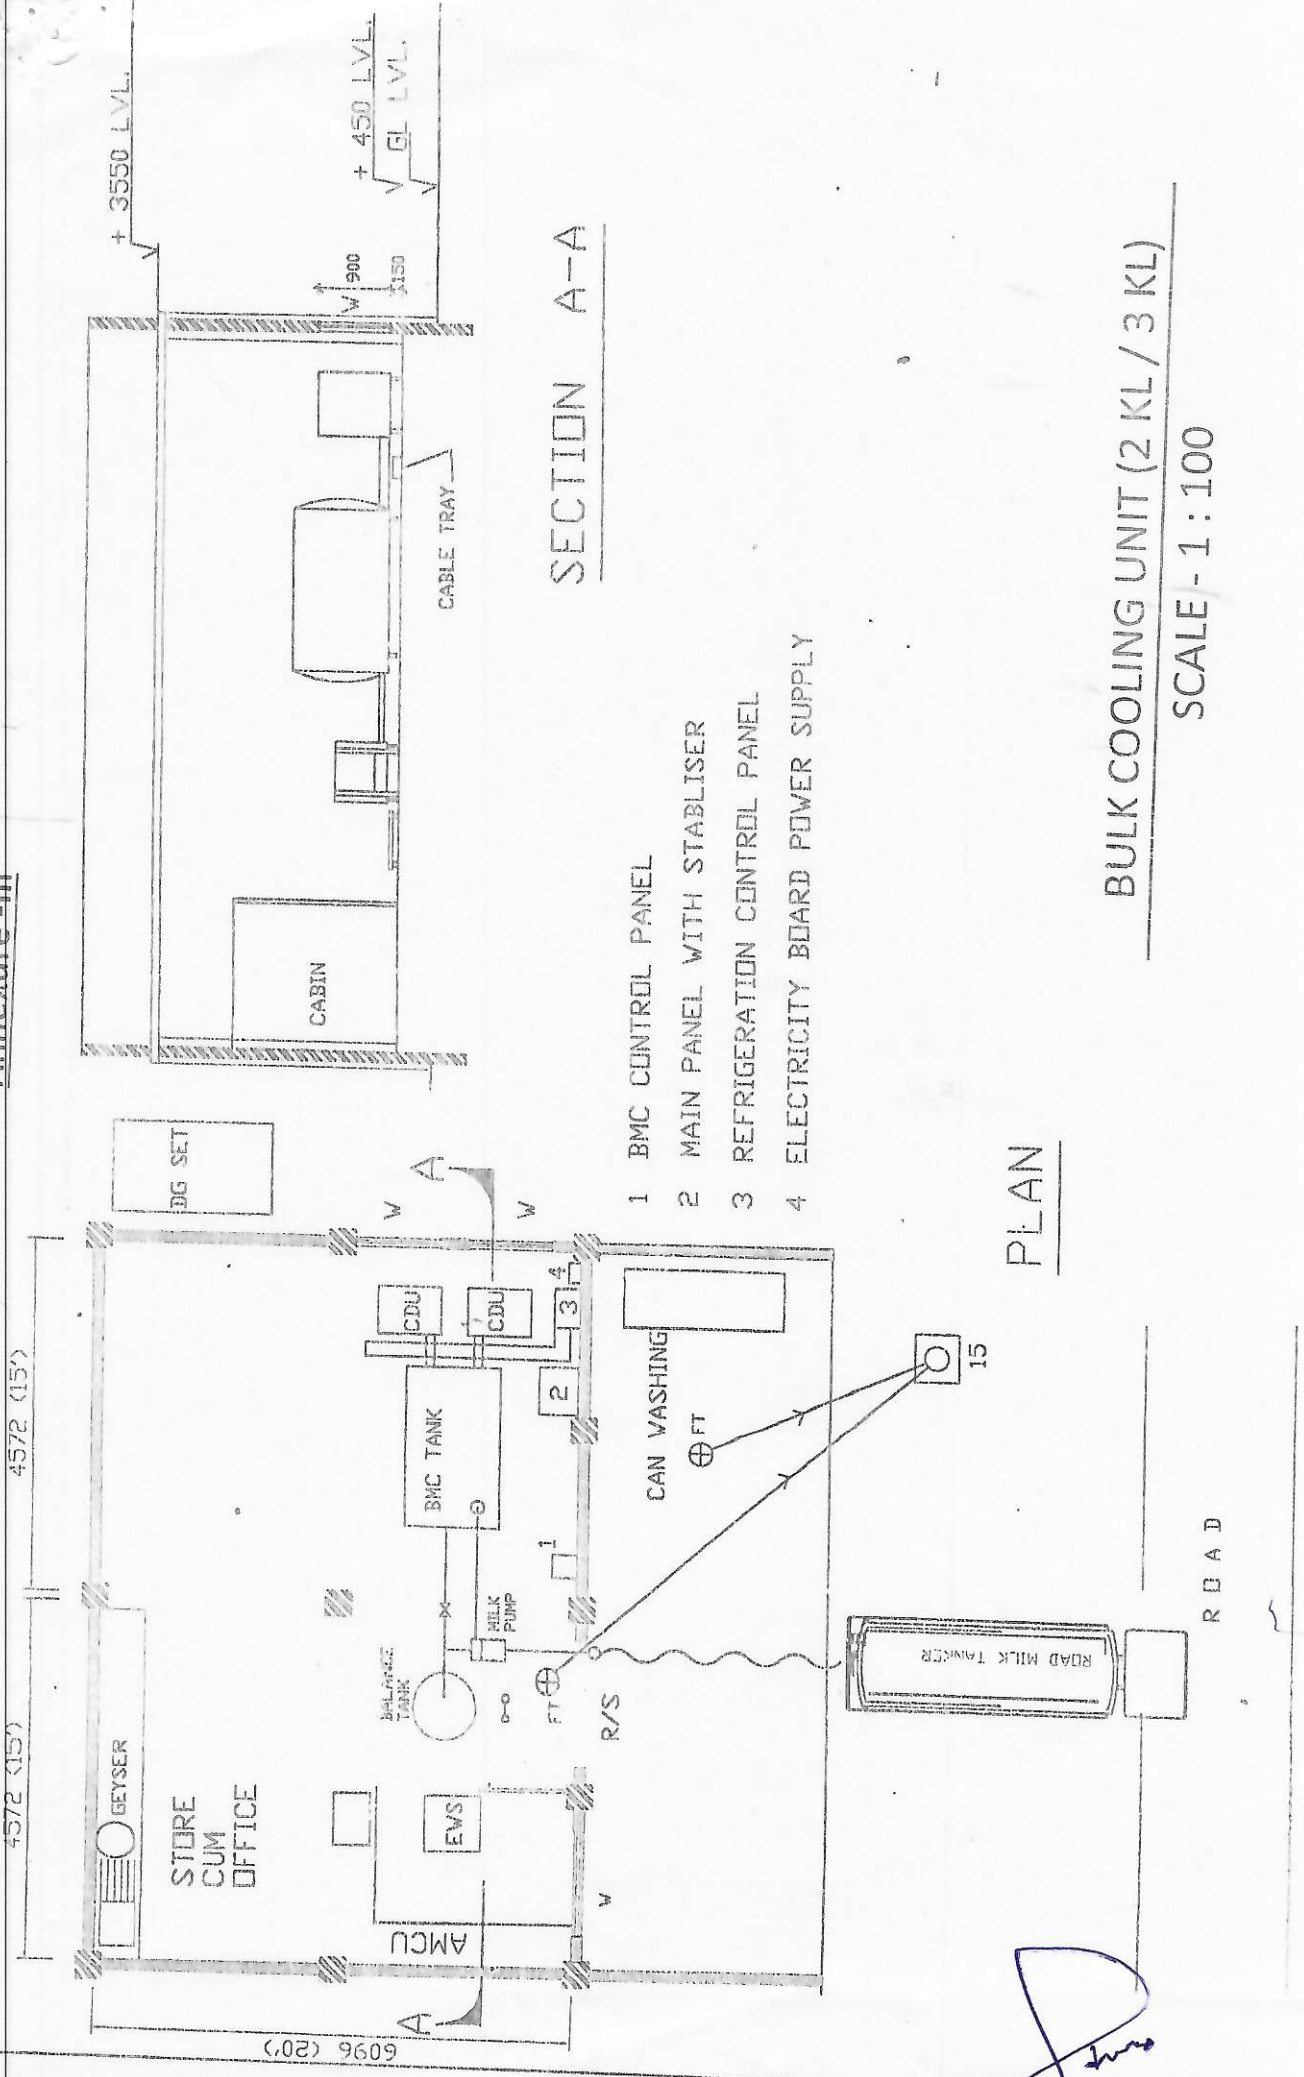 Annexure-III
4572 (15')
4572 (15')
6096 (20')
GEYSER
STORE
CUM
OFFICE
DG SET
AMCU
EWS
BALANCE
TANK
MILK
PUMP
BMC TANK
CDU
CDU
1
2
3
4
FT
R/S
W
W
W
A
A
CAN WASHING
FT
15
ROAD MILK TANKER
ROAD
PLAN
CABIN
CABLE TRAY
W
900
150
+ 3550 LVL.
+ 450 LVL.
GL LVL.
SECTION A-A
1 BMC CONTROL PANEL
2 MAIN PANEL WITH STABLISER
3 REFRIGERATION CONTROL PANEL
4 ELECTRICITY BOARD POWER SUPPLY
BULK COOLING UNIT (2 KL / 3 KL)
SCALE - 1 : 100